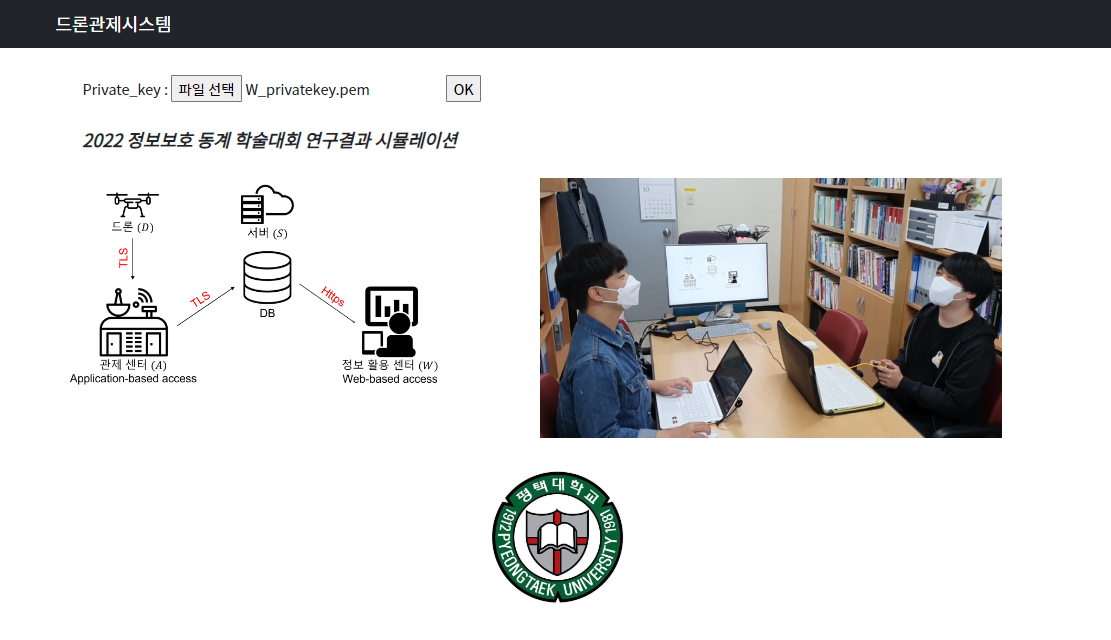 드론관제시스템
Private_key : 파일 선택 W_privatekey.pem OK
2022 정보보호 동계 학술대회 연구결과 시뮬레이션
드론 (D)
TLS
서버 (S)
TLS
DB
Https
관제 센터 (A)
Application-based access
정보 활용 센터 (W)
Web-based access
평택대학교
1912 PYEONGTAEK UNIVERSITY 1981